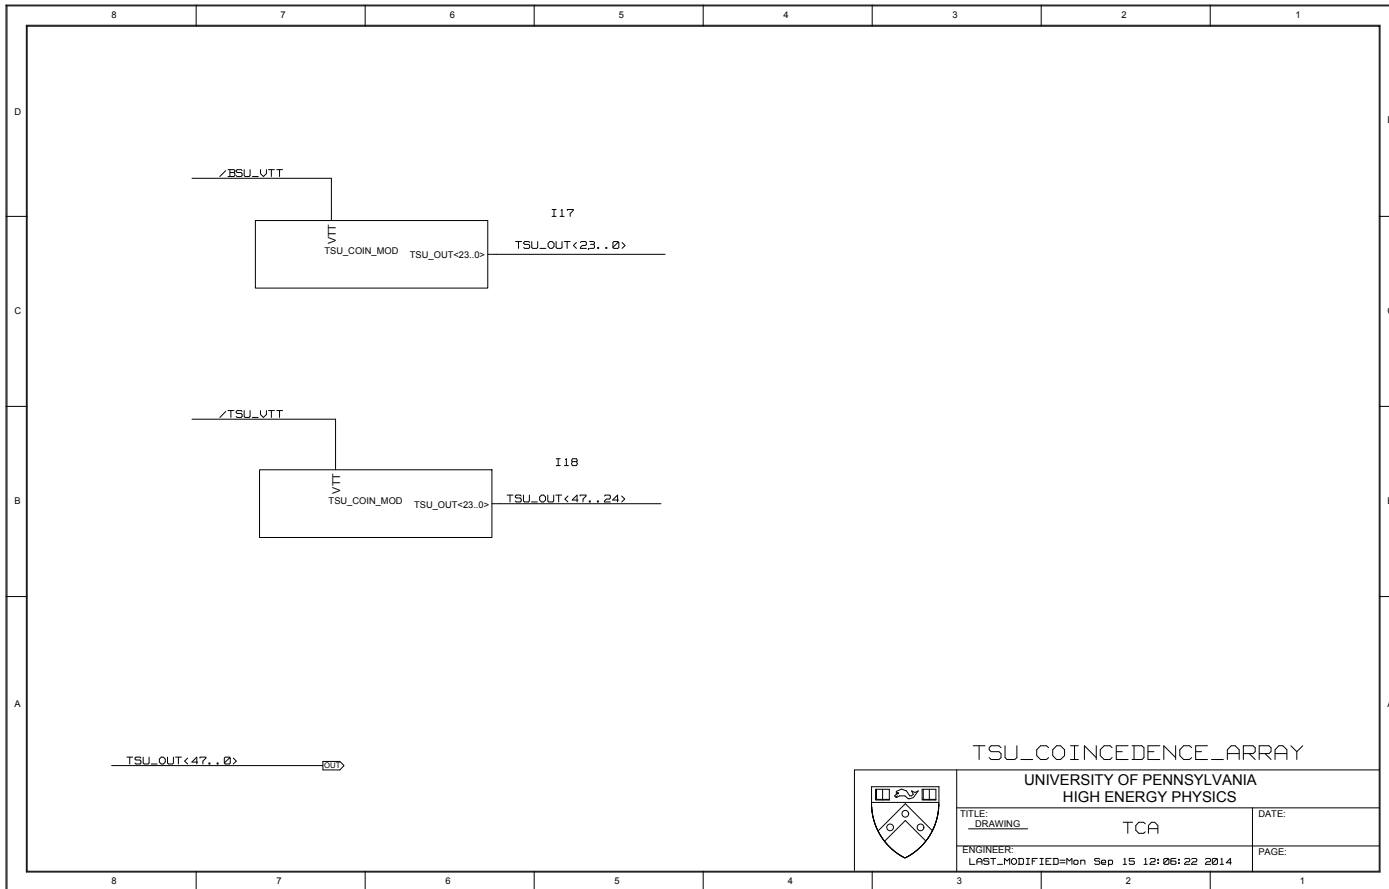 8 7 6 5 4 3 2 1
D
/BSU_VTT
I17
VTT
TSU_COIN_MOD
TSU_OUT<23..0>
TSU_OUT<23..0>
C
/TSU_VTT
I18
VTT
TSU_COIN_MOD
TSU_OUT<23..0>
TSU_OUT<47..24>
B
A
TSU_OUT<47..0>
OUT
TSU_COINCEDENCE_ARRAY
UNIVERSITY OF PENNSYLVANIA
HIGH ENERGY PHYSICS
TITLE:
DRAWING
TCA
DATE:
ENGINEER:
LAST_MODIFIED=Mon Sep 15 12:06:22 2014
PAGE:
8 7 6 5 4 3 2 1